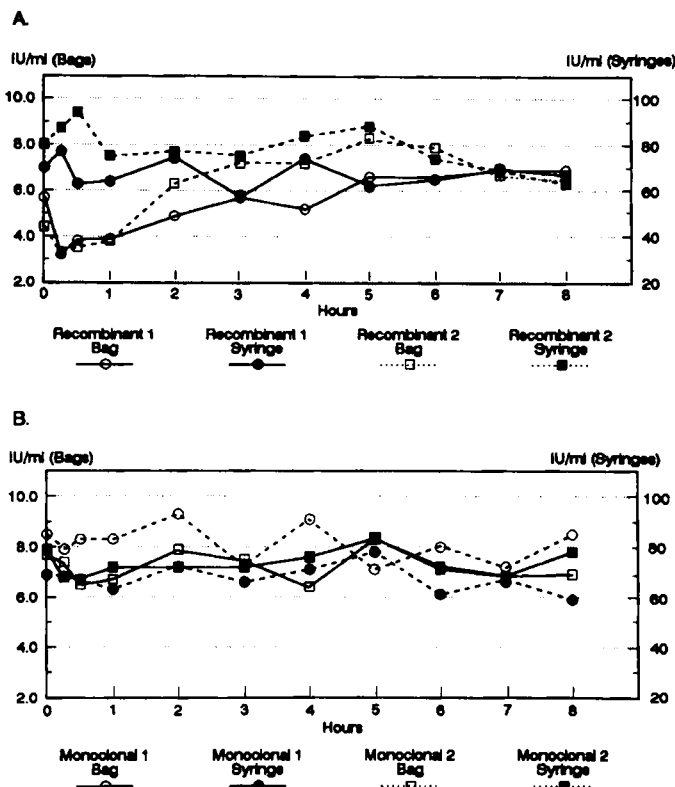 A.
IU/ml (Bags) IU/ml (Syringes)
10.0 100
8.0 80
6.0 60
4.0 40
2.0 20
0 1 2 3 4 5 6 7 8
Hours
Recombinant 1 Recombinant 1 Recombinant 2 Recombinant 2
Bag Syringe Bag Syringe
B.
IU/ml (Bags) IU/ml (Syringes)
10.0 100
8.0 80
6.0 60
4.0 40
2.0 20
0 1 2 3 4 5 6 7 8
Hours
Monoclonal 1 Monoclonal 1 Monoclonal 2 Monoclonal 2
Bag Syringe Bag Syringe